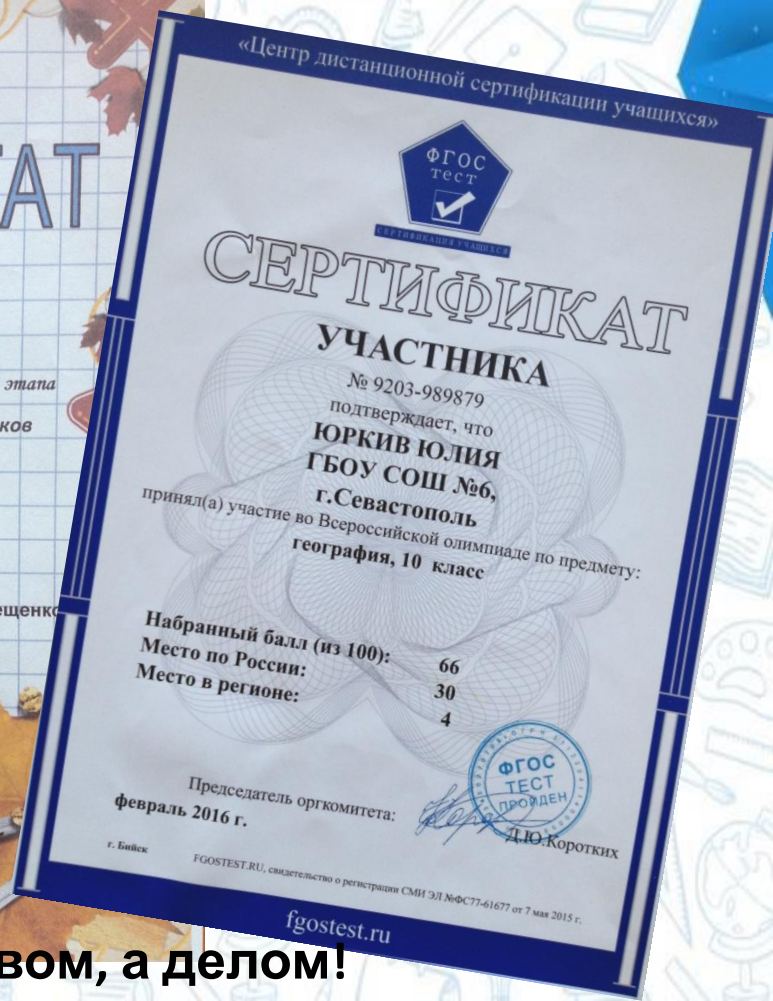 АТ
этапа
ков
ещенко
«Центр дистанционной сертификации учащихся»
ФГОС
тест
СЕРТИФИКАЦИЯ УЧАЩИХСЯ
СЕРТИФИКАТ
УЧАСТНИКА
№ 9203-989879
подтверждает, что
ЮРКИВ ЮЛИЯ
ГБОУ СОШ №6,
г.Севастополь
принял(а) участие во Всероссийской олимпиаде по предмету:
география, 10 класс
Набранный балл (из 100): 66
Место по России: 30
Место в регионе: 4
ФГОС
ТЕСТ
ПРОЙДЕН
Председатель оргкомитета:
Д.Ю.Коротких
февраль 2016 г.
г. Бийск
FGOSTEST.RU, свидетельство о регистрации СМИ ЭЛ №ФС77-61677 от 7 мая 2015 г.
fgostest.ru
вом, а делом!